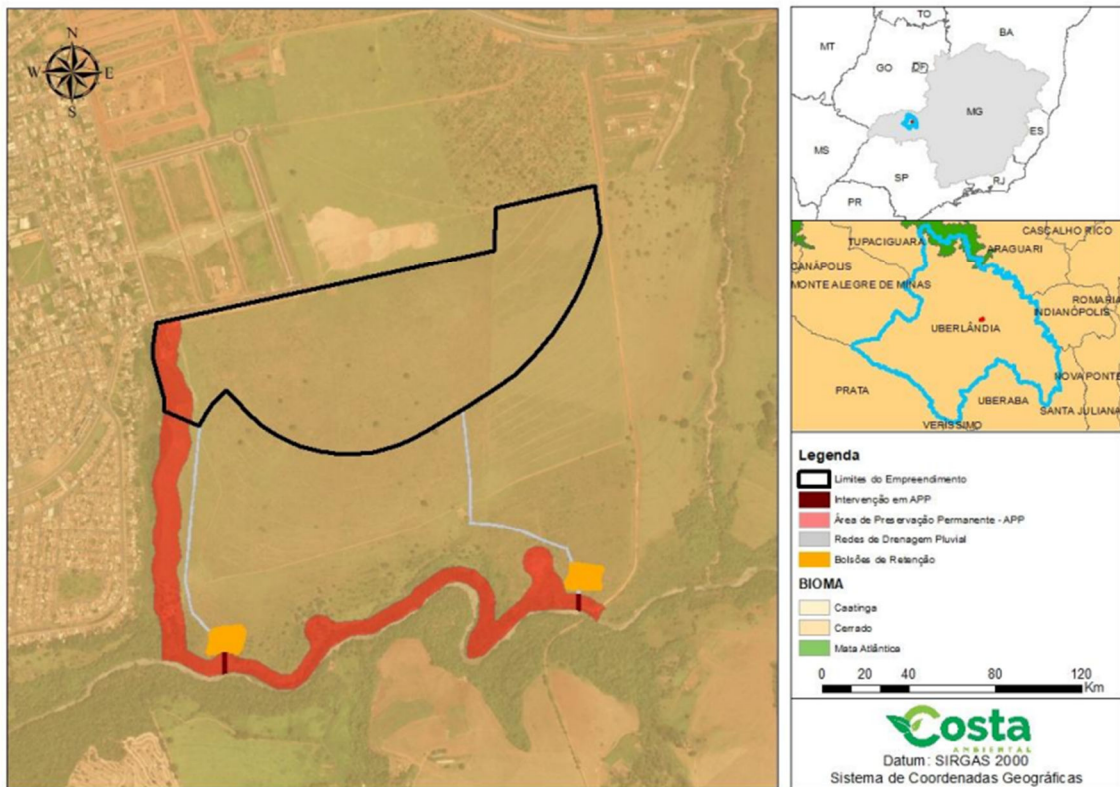 N
W
E
S
TO
BA
MT
GO
DF
MG
ES
MS
SP
RJ
PR
TUPACIGUARA
CASCALHO RICO
ARAGUARI
CANÁPOLIS
MONTE ALEGRE DE MINAS
ROMARIA
INDIANÓPOLIS
UBERLÂNDIA
NOVA PONTE
PRATA
UBERABA
SANTA JULIANA
VERÍSSIMO
Legenda
Limites do Empreendimento
Intervenção em APP
Área de Preservação Permanente - APP
Redes de Drenagem Pluvial
Bolsões de Retenção
BIOMA
Caatinga
Cerrado
Mata Atlântica
0 20 40 80 120
Km
Costa
AMBIENTAL
Datum: SIRGAS 2000
Sistema de Coordenadas Geográficas